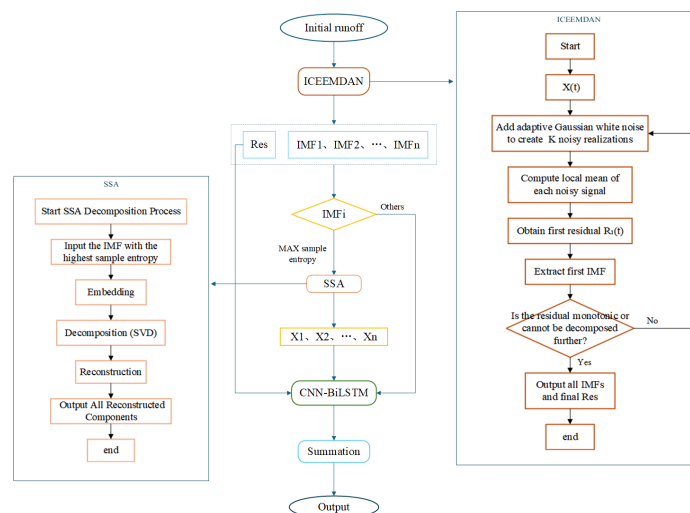 Initial runoff
ICEEMDAN
Res
IMF1、IMF2、…、IMFn
IMFi
Others
MAX sample
entropy
SSA
X1、X2、…、Xn
CNN-BiLSTM
Summation
Output
SSA
Start SSA Decomposition Process
Input the IMF with the
highest sample entropy
Embedding
Decomposition (SVD)
Reconstruction
Output All Reconstructed
Components
end
ICEEMDAN
Start
X(t)
Add adaptive Gaussian white noise
to create K noisy realizations
Compute local mean of
each noisy signal
Obtain first residual R₁(t)
Extract first IMF
Is the residual monotonic or
cannot be decomposed
further?
No
Yes
Output all IMFs
and final Res
end